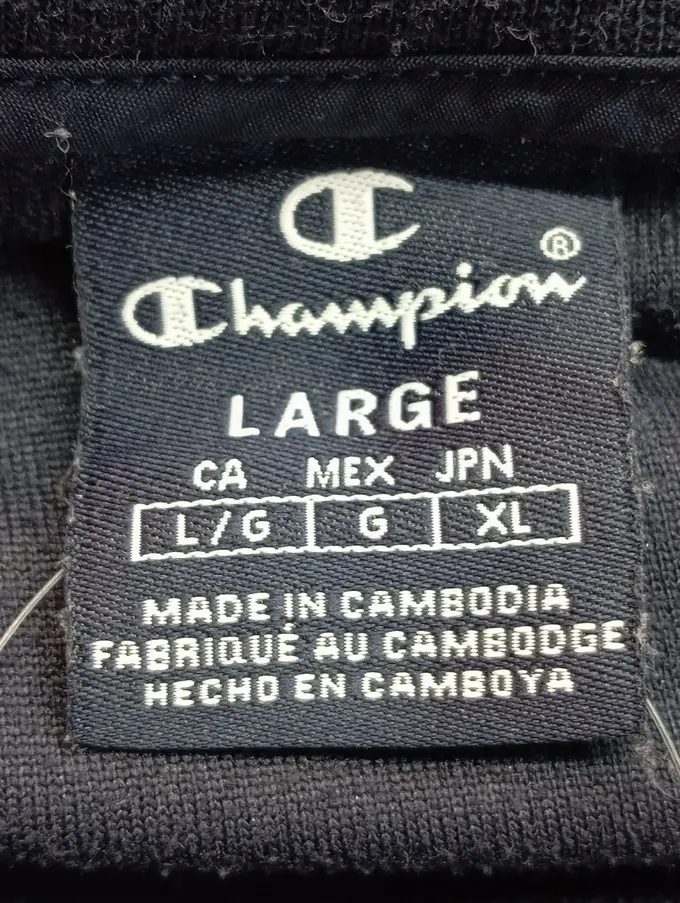 C
Champion®
LARGE
CA MEX JPN
L/G G XL
MADE IN CAMBODIA
FABRIQUÉ AU CAMBODGE
HECHO EN CAMBOYA